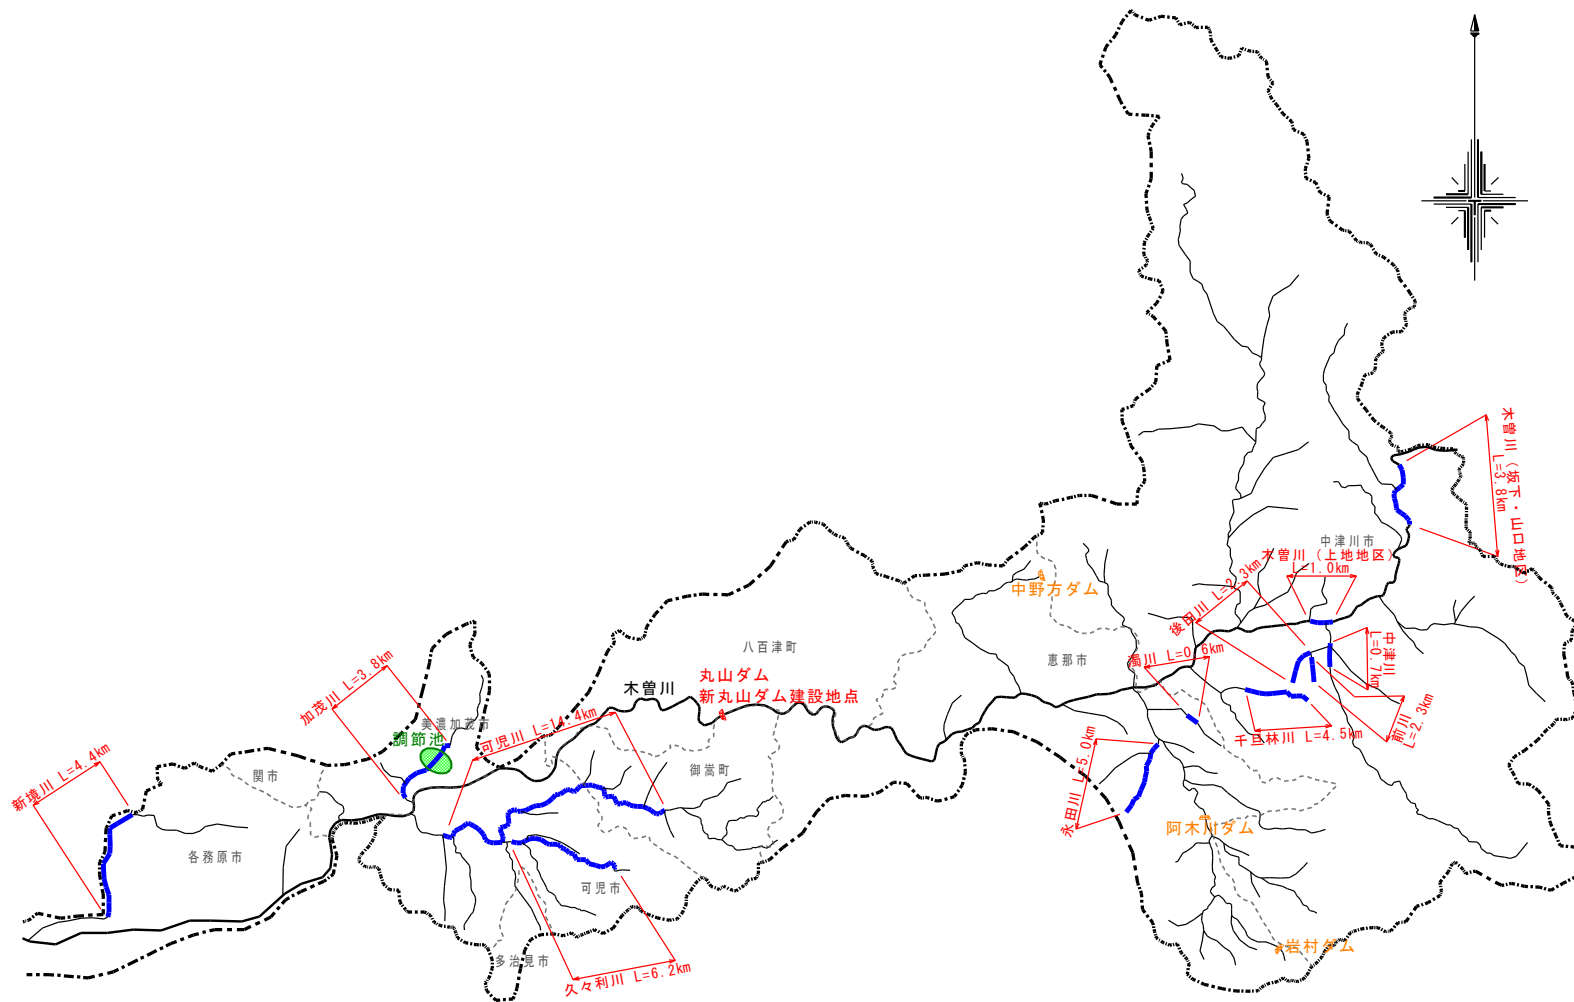 木曽川（坂下・山口地区）
L=3.8km
中津川市
木曽川（上地地区）
L=1.0km
後田川 L=2.3km
中野方ダム
中津川
L=0.7km
濁川 L=0.6km
恵那市
八百津町
丸山ダム
新丸山ダム建設地点
木曽川
加茂川 L=3.8km
美濃加茂市
調節池
可児川 L=14.4km
前川
L=2.3km
千旦林川 L=4.5km
御嵩町
関市
新境川 L=4.4km
永田川 L=5.0km
阿木川ダム
各務原市
可児市
岩村ダム
多治見市
久々利川 L=6.2km